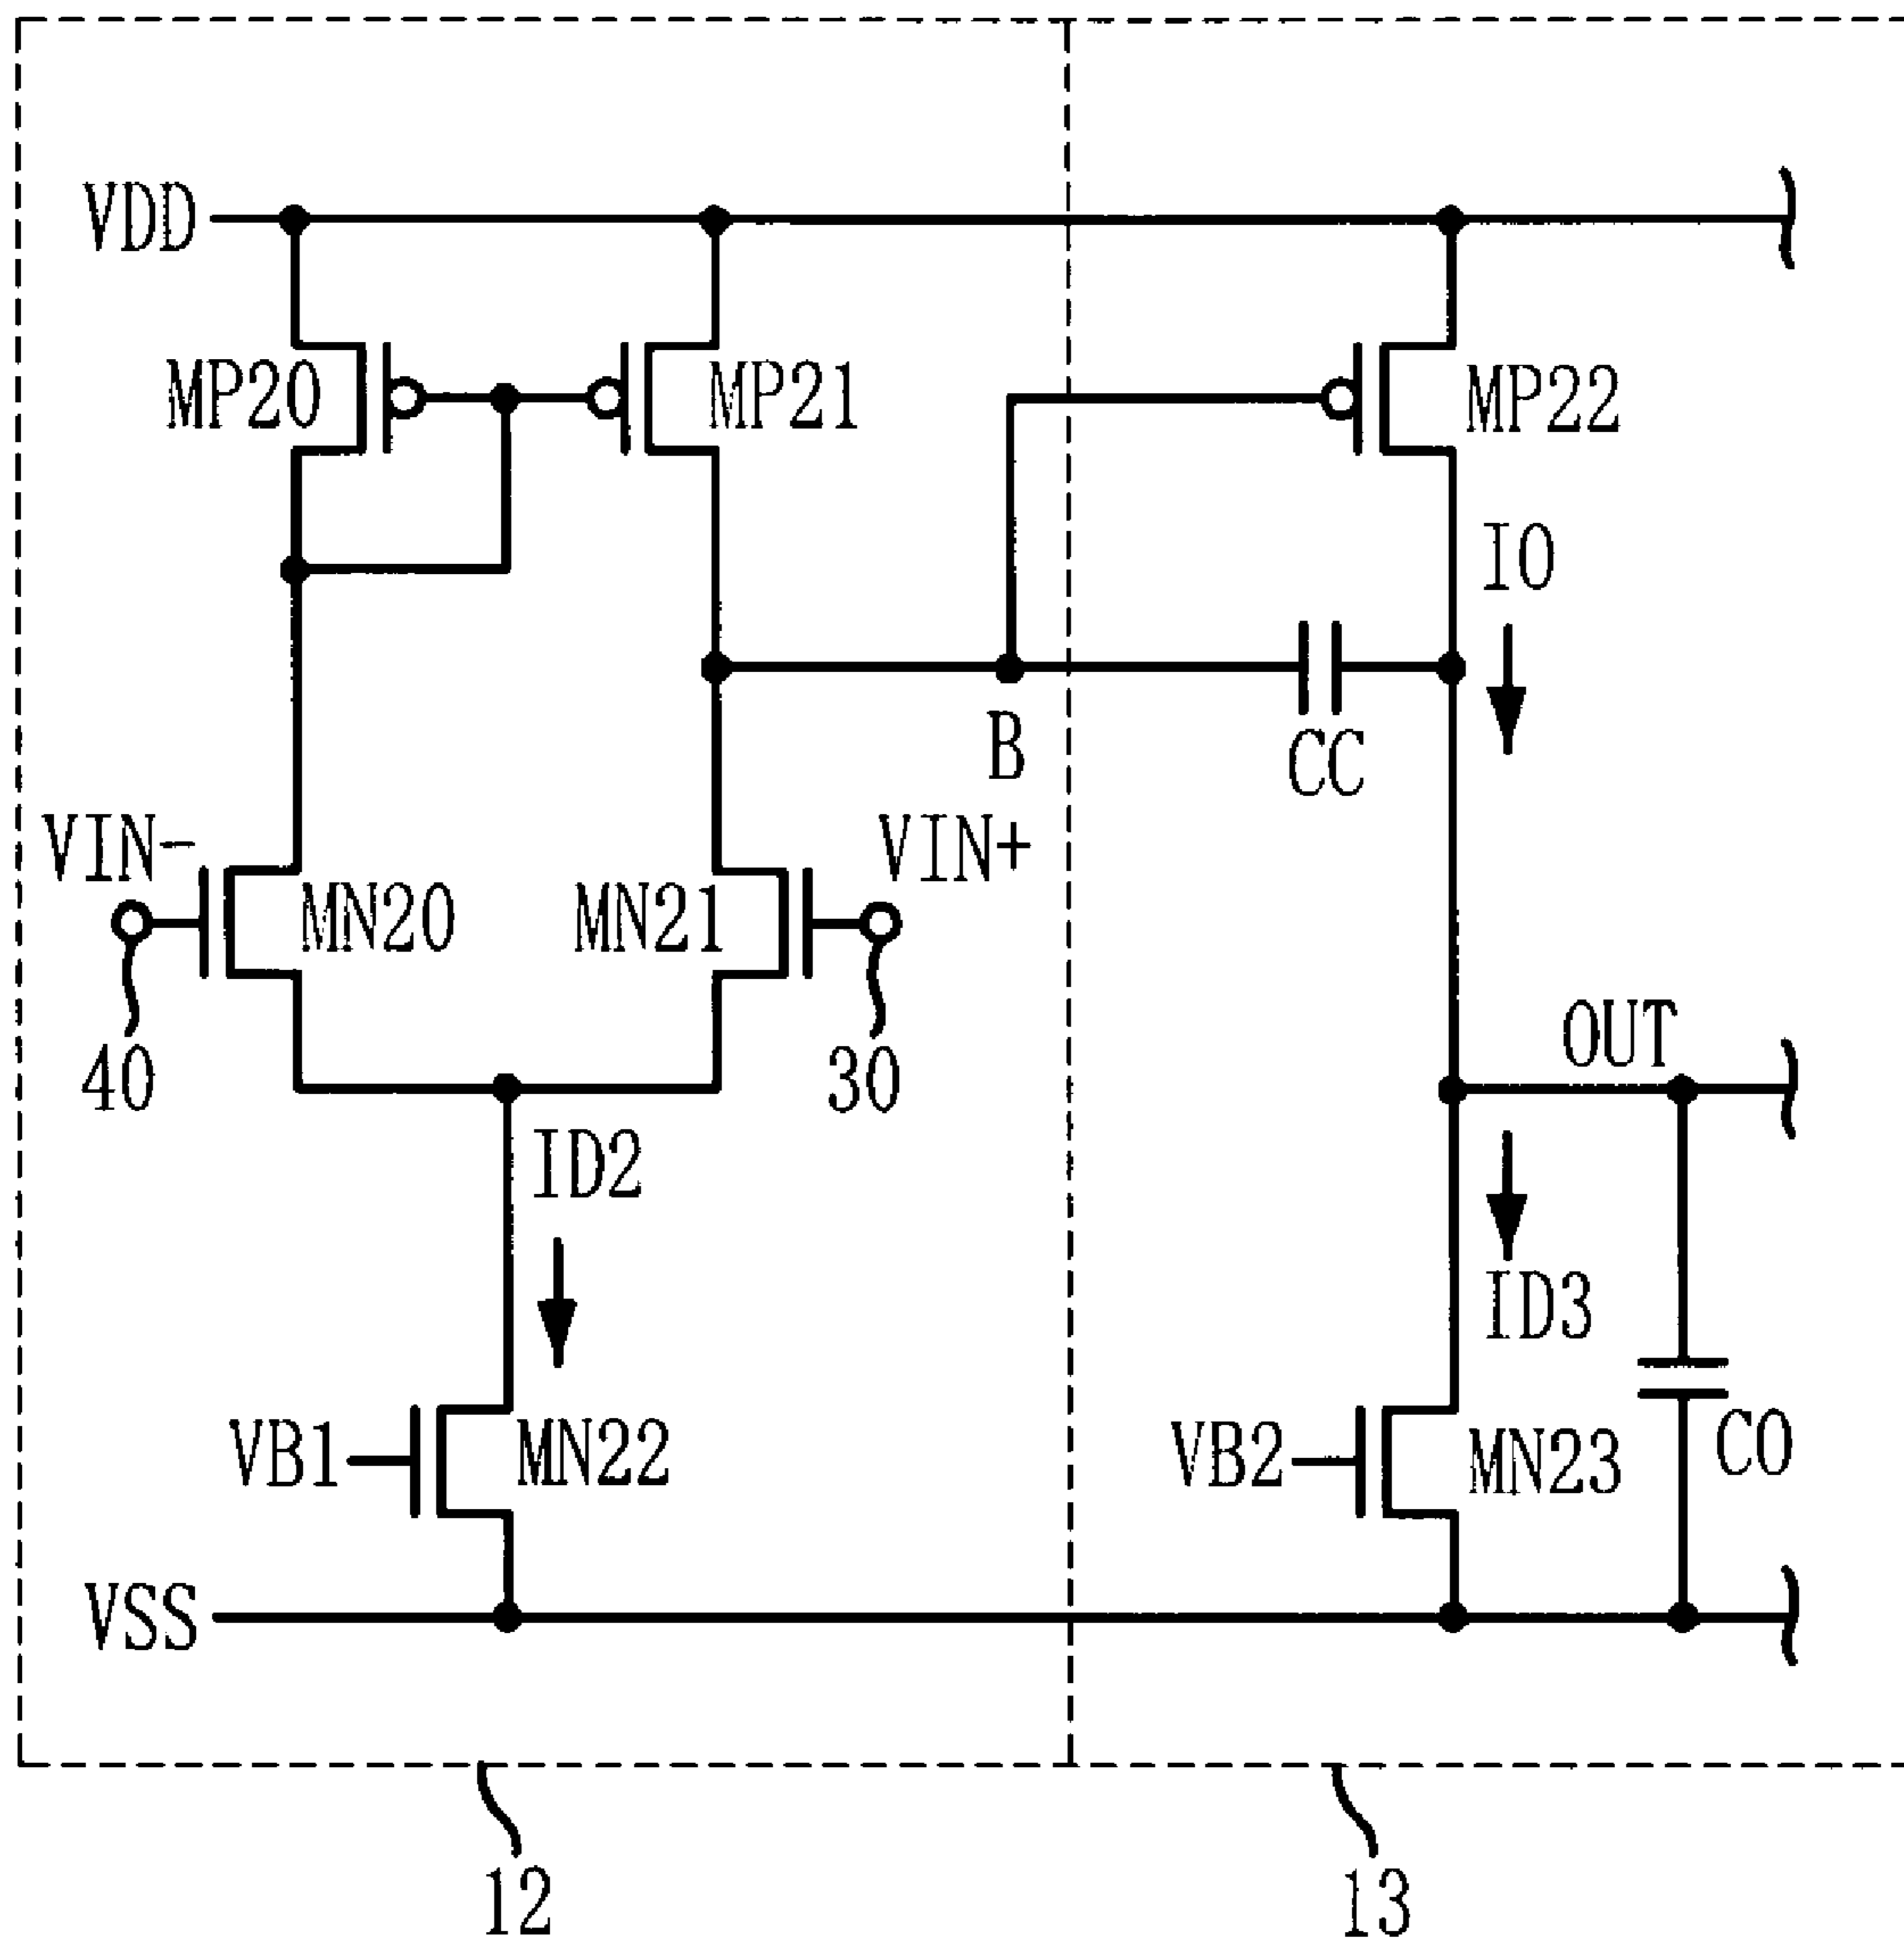 VDD
MP20
MP21
MP22
IO
B
CC
VIN-
VIN+
MN20
MN21
40
30
OUT
ID2
ID3
VB1
MN22
VB2
MN23
CO
VSS
12
13